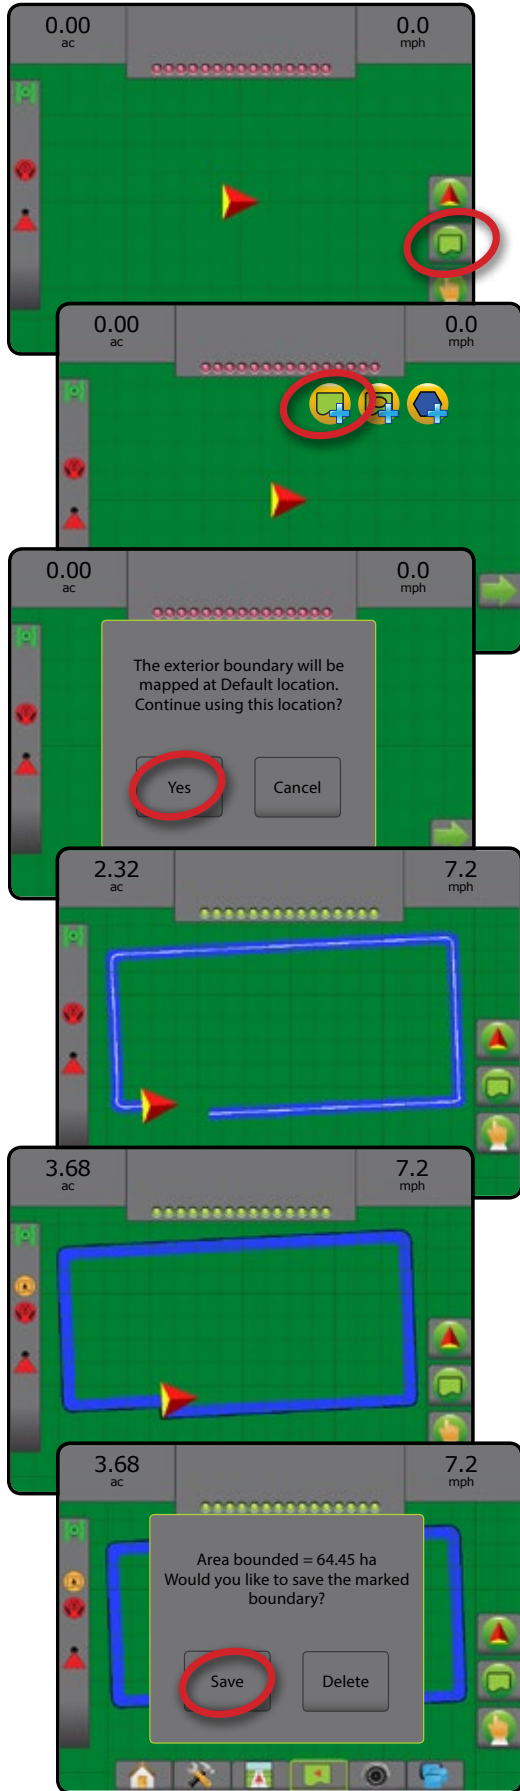 0.00
ac
0.0
mph
0.00
ac
0.0
mph
0.00
ac
0.0
mph
The exterior boundary will be
mapped at Default location.
Continue using this location?
Yes
Cancel
2.32
ac
7.2
mph
3.68
ac
7.2
mph
3.68
ac
7.2
mph
Area bounded = 64.45 ha
Would you like to save the marked
boundary?
Save
Delete